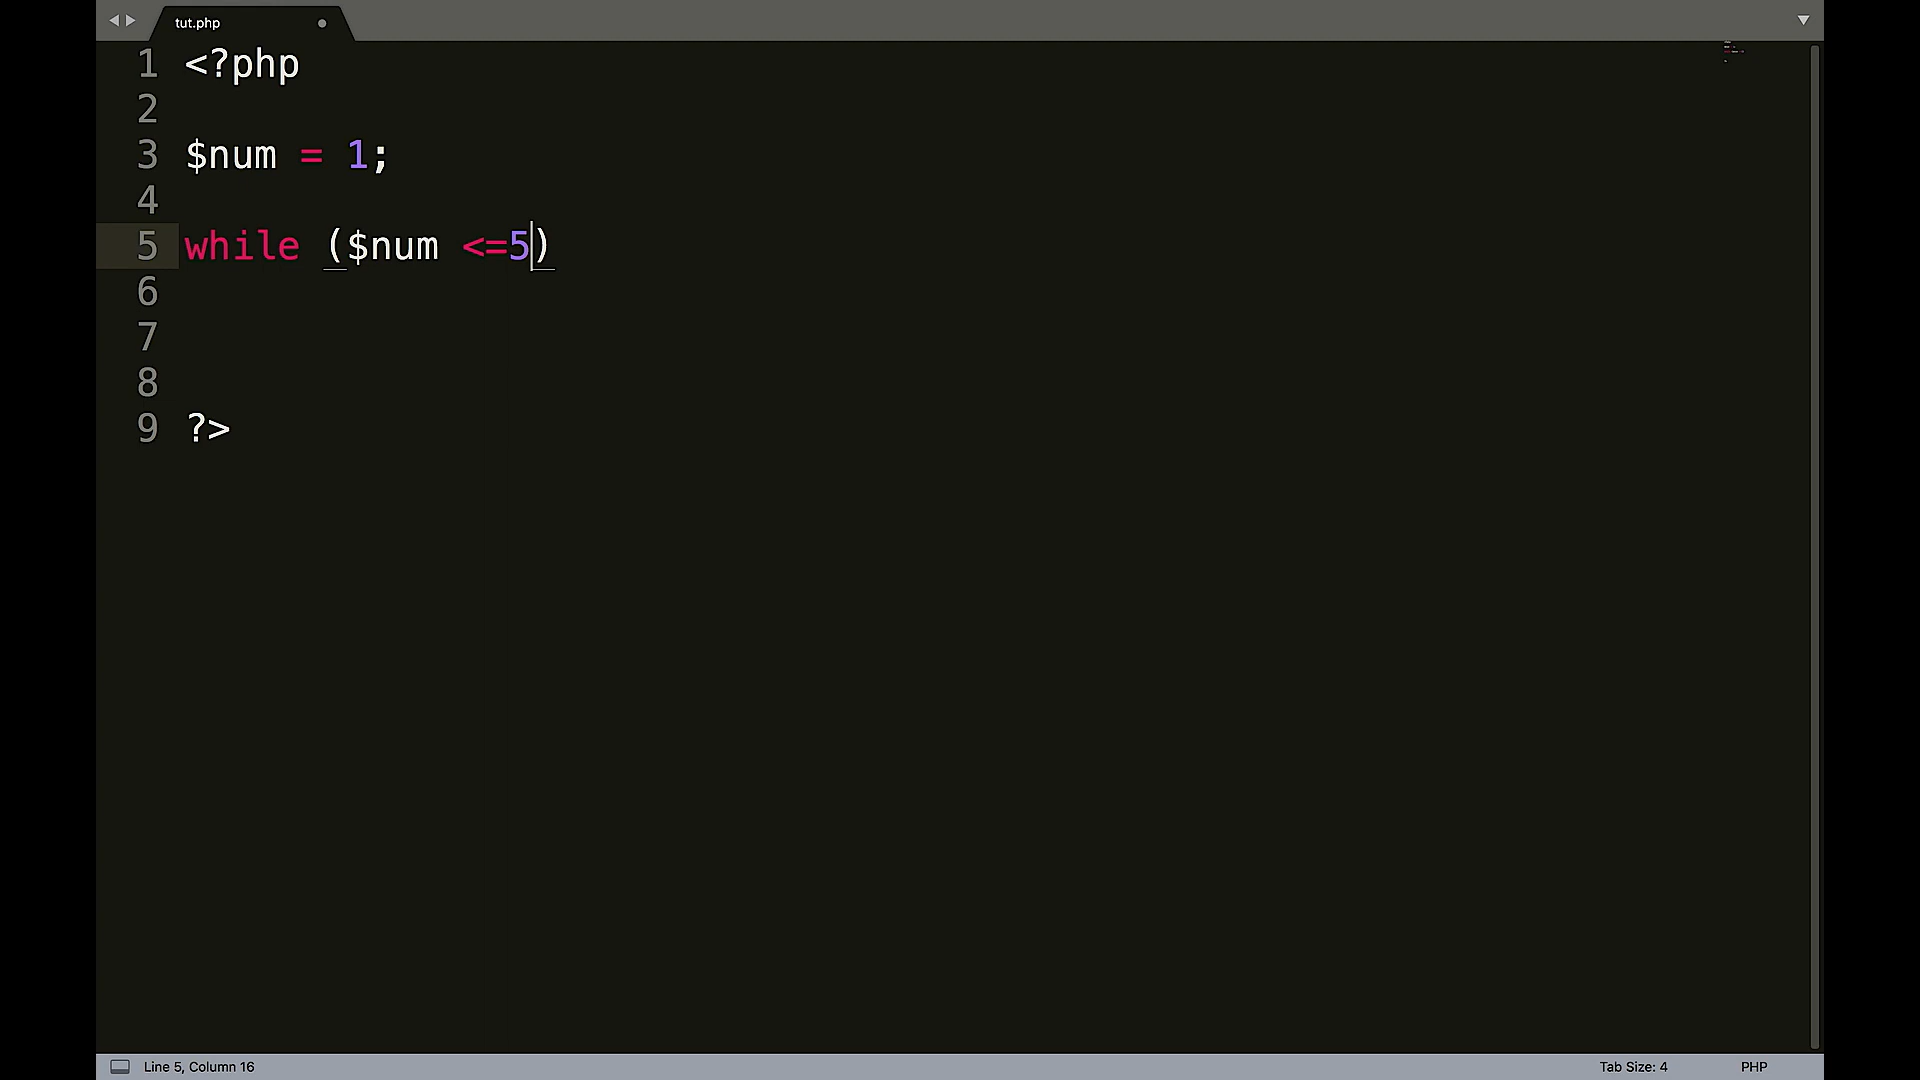 tut.php
1 <?php
2
3 $num = 1;
4
5 while ($num <=5)
6
7
8
9 ?>
Line 5, Column 16
Tab Size: 4
PHP